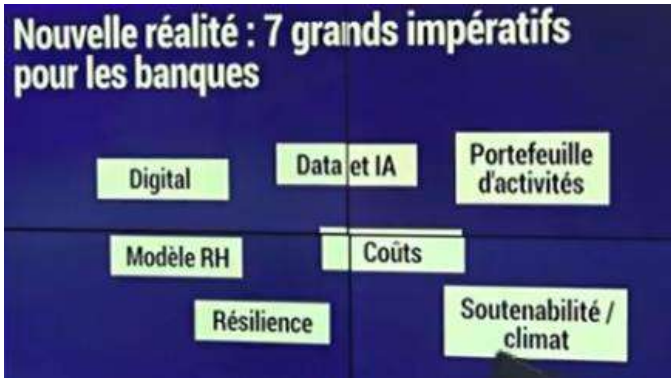 Nouvelle réalité : 7 grands impératifs
pour les banques
Digital
Data et IA
Portefeuille
d'activités
Modèle RH
Coûts
Résilience
Soutenabilité /
climat